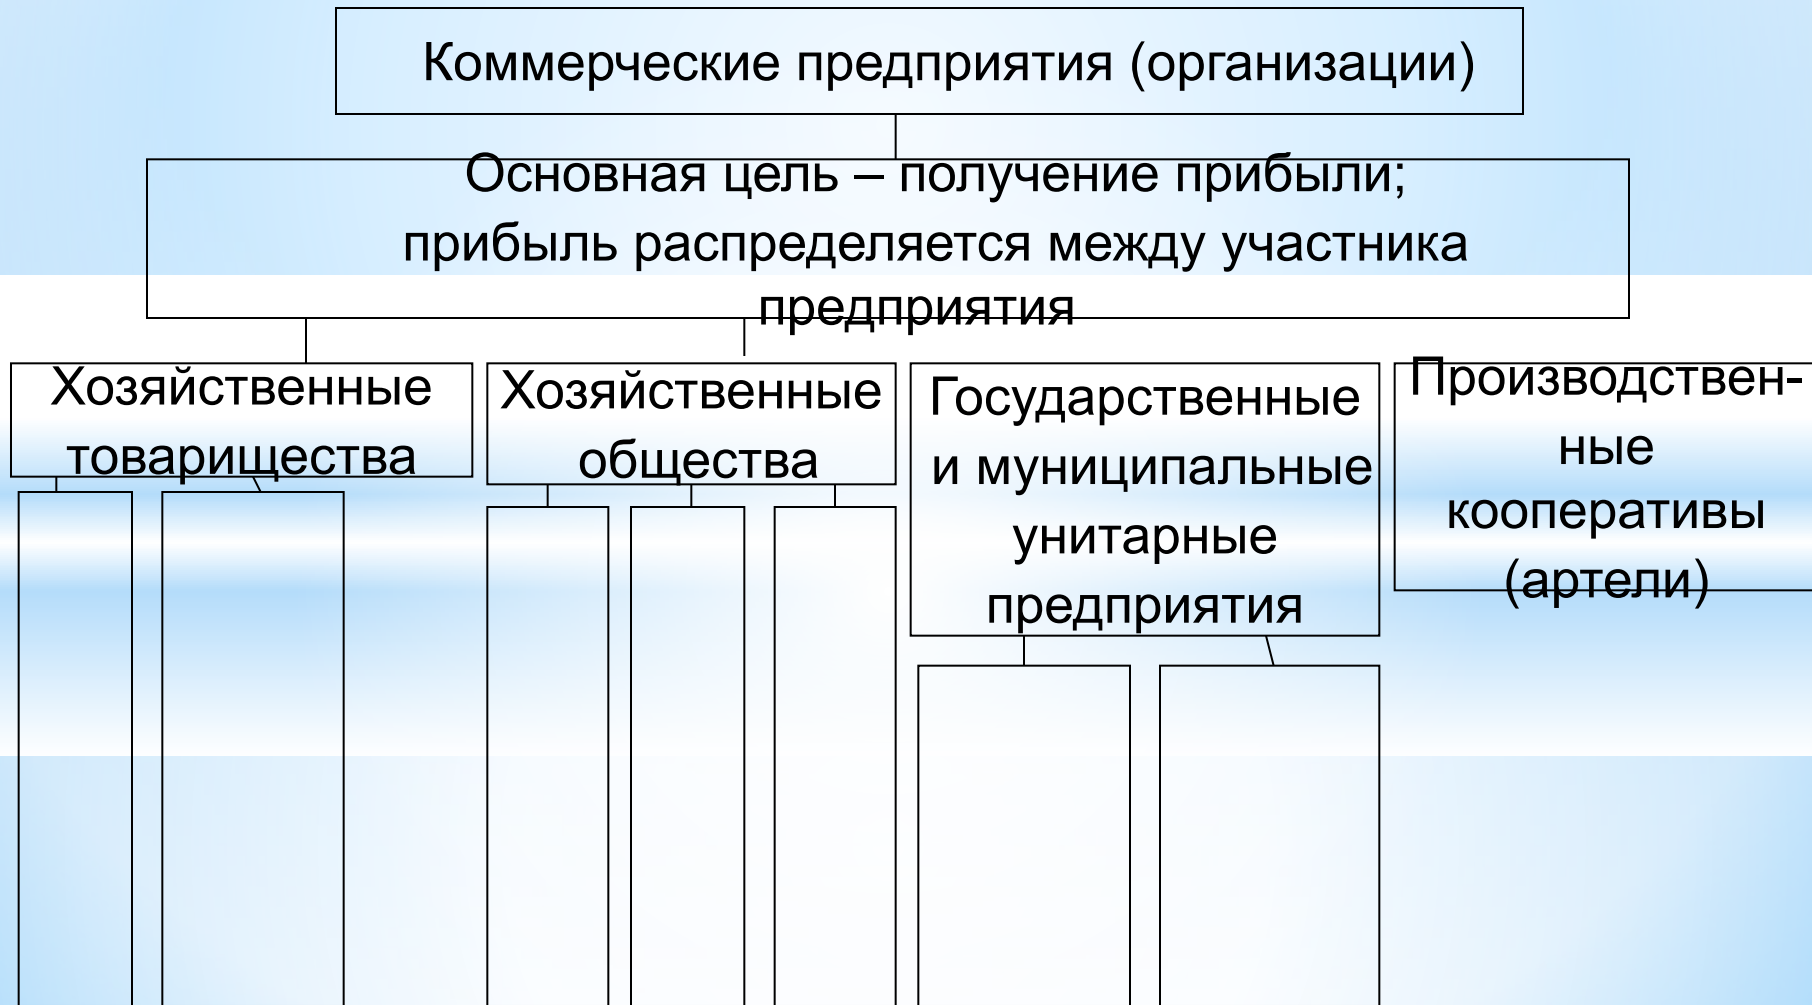 Коммерческие предприятия (организации)
Основная цель – получение прибыли;
прибыль распределяется между участника
предприятия
Хозяйственные
товарищества
Хозяйственные
общества
Государственные
и муниципальные
унитарные
предприятия
Производствен-
ные
кооперативы
(артели)